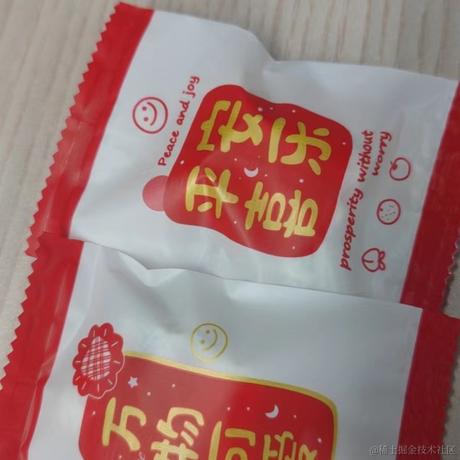 Peace and joy
平安
喜乐
prosperity without
worry
万物可爱
@稀土掘金技术社区